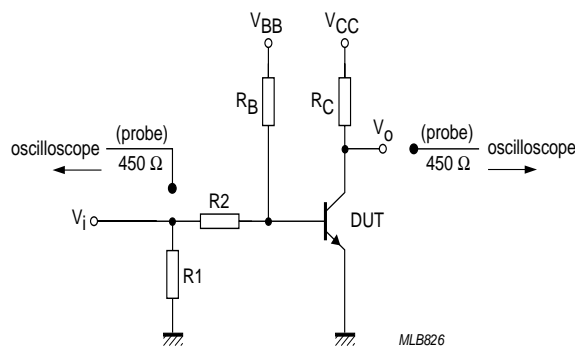 V_BB V_CC
R_B R_C
(probe) V_o (probe)
oscilloscope oscilloscope
450 Ω 450 Ω
R2
V_i DUT
R1
MLB826